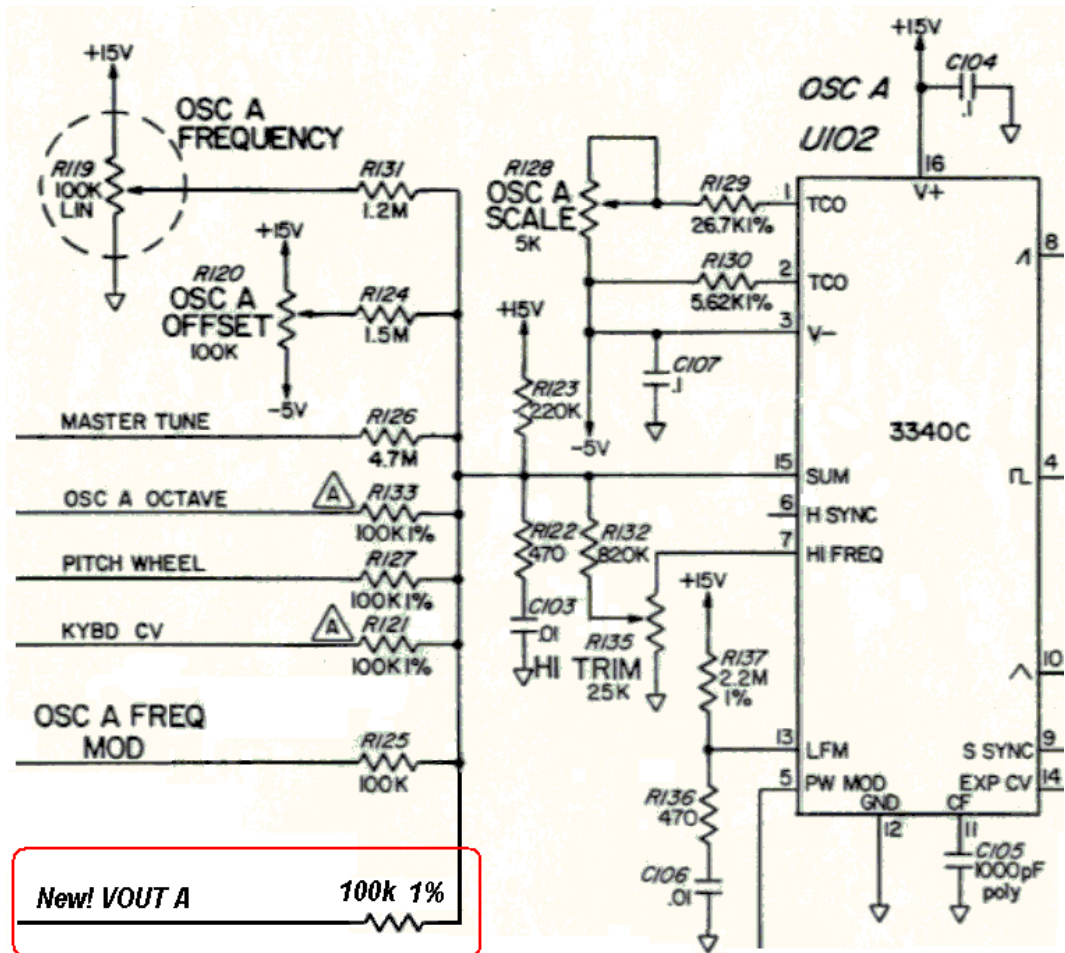 +15V
OSC A
FREQUENCY
R119
100K
LIN
R131
1.2M
+15V
R120
OSC A
OFFSET
100K
-5V
R124
1.5M
MASTER TUNE
R126
4.7M
OSC A OCTAVE
A
R133
100K1%
PITCH WHEEL
R127
100K1%
KYBD CV
A
R121
100K1%
OSC A FREQ
MOD
R125
100K
New! VOUT A
100k 1%
R128
OSC A
SCALE
5K
R129
26.7K1%
R130
5.62K1%
+15V
R123
220K
-5V
C107
.1
R122
470
C103
.01
R132
820K
R135
HI TRIM
25K
+15V
R137
2.2M
1%
R136
470
C106
.01
+15V
C104
.1
OSC A
U102
16
V+
1
TCO
2
TCO
3
V-
3340C
15
SUM
6
H SYNC
7
HI FREQ
13
LFM
5
PW MOD
8
4
10
9
S SYNC
14
EXP CV
GND
CF
12
11
C105
1000pF
poly